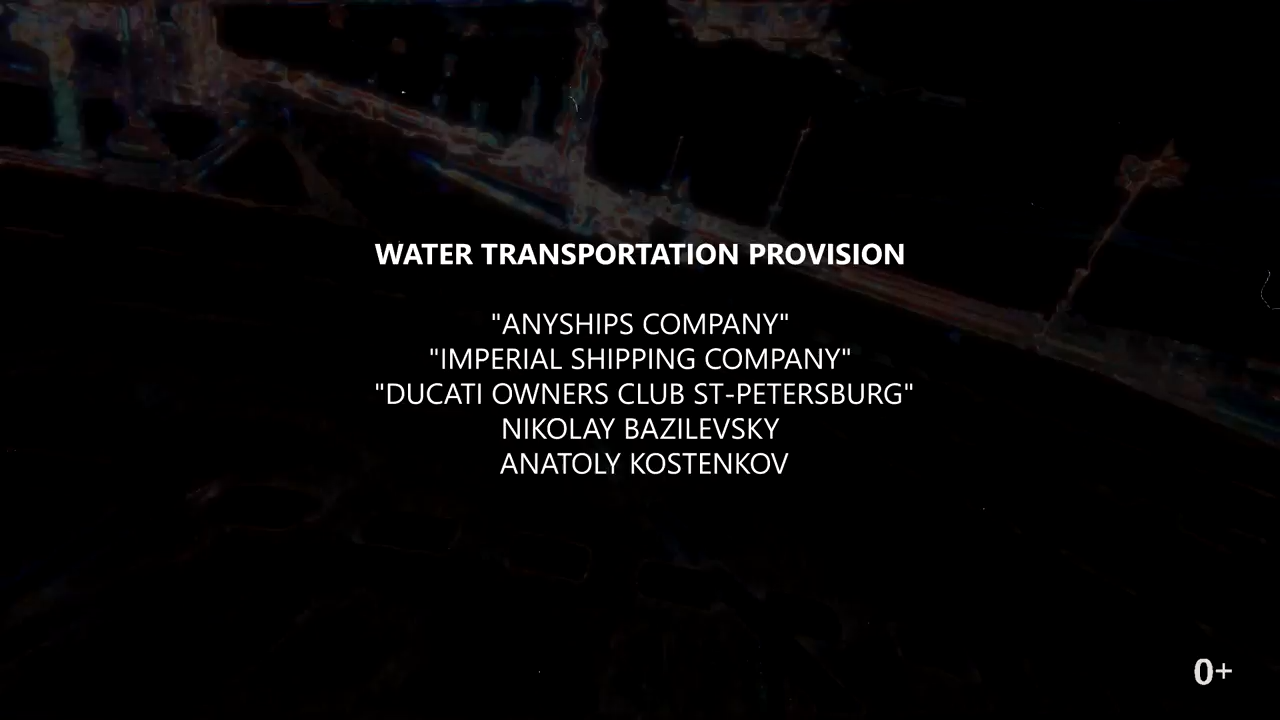 WATER TRANSPORTATION PROVISION
"ANYSHIPS COMPANY"
"IMPERIAL SHIPPING COMPANY"
"DUCATI OWNERS CLUB ST-PETERSBURG"
NIKOLAY BAZILEVSKY
ANATOLY KOSTENKOV
0+